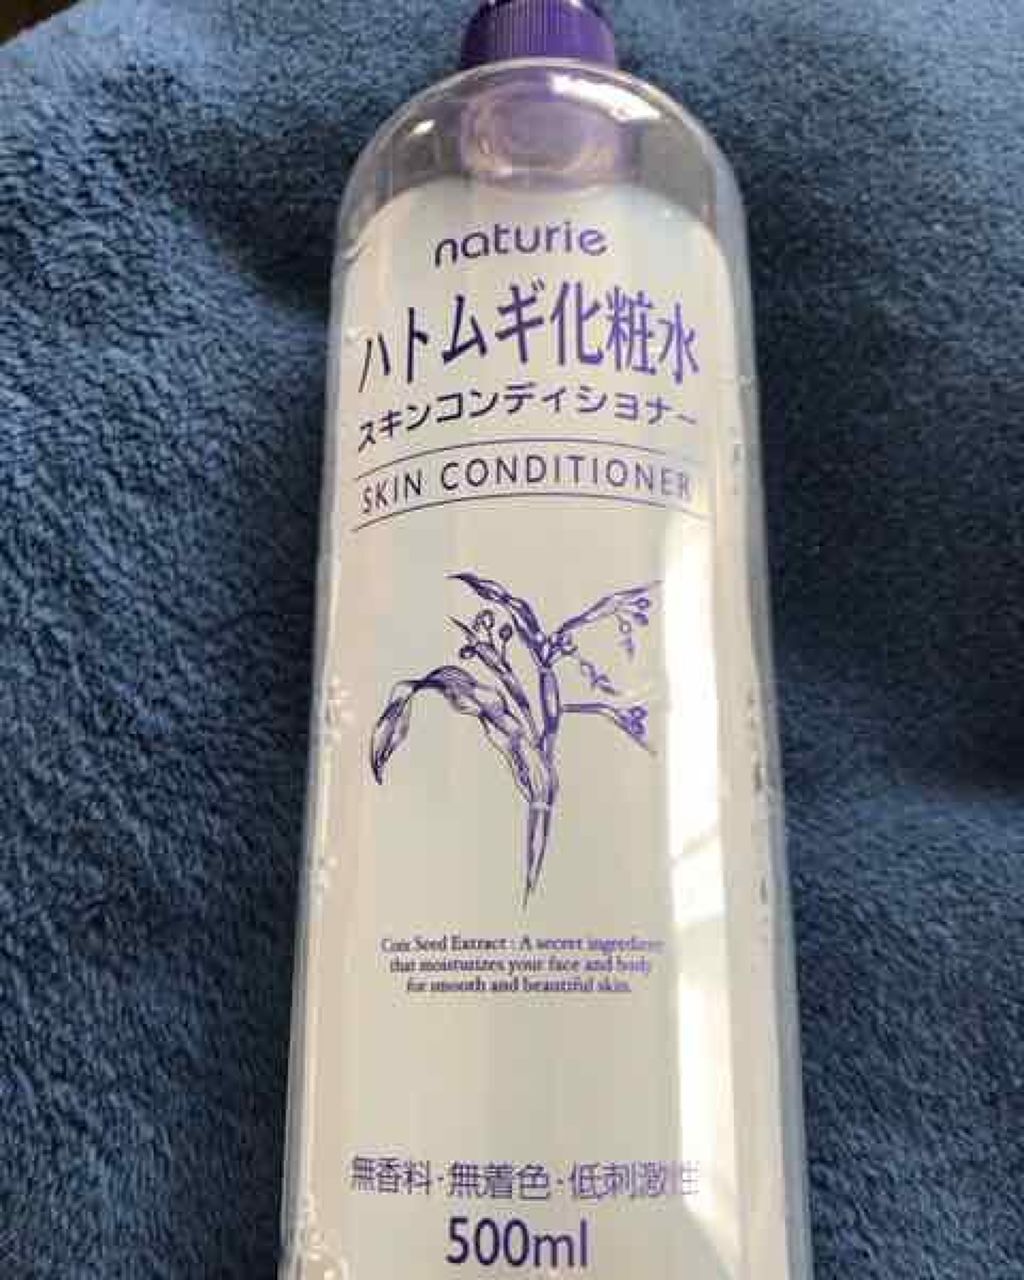 naturie
ハトムギ化粧水
スキンコンディショナー
SKIN CONDITIONER
Coix Seed Extract : A secret ingredient
that moisturizes your face and body
for smooth and beautiful skin.
無香料・無着色・低刺激性
500ml